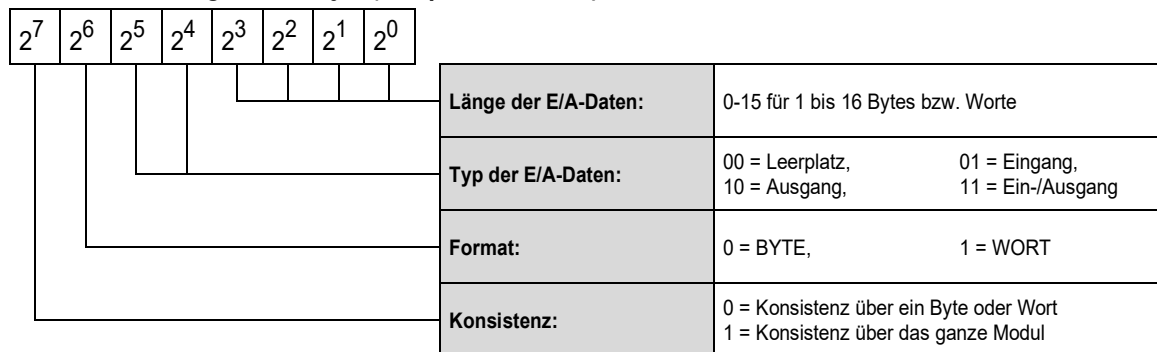 2⁷ 2⁶ 2⁵ 2⁴ 2³ 2² 2¹ 2⁰
Länge der E/A-Daten: 0-15 für 1 bis 16 Bytes bzw. Worte
Typ der E/A-Daten: 00 = Leerplatz, 01 = Eingang,
10 = Ausgang, 11 = Ein-/Ausgang
Format: 0 = BYTE, 1 = WORT
Konsistenz: 0 = Konsistenz über ein Byte oder Wort
1 = Konsistenz über das ganze Modul